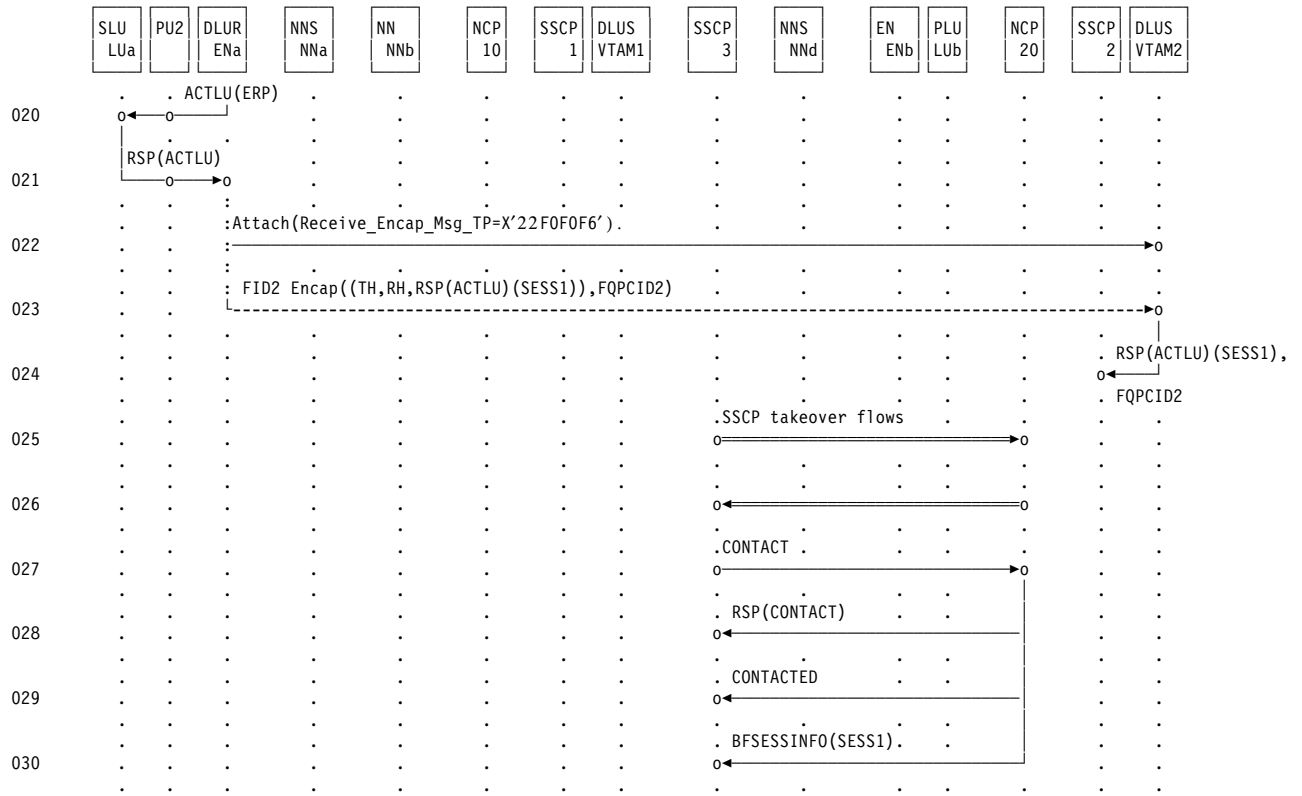 SLU PU2 DLUR NNS NN NCP SSCP DLUS SSCP NNS EN PLU NCP SSCP DLUS
LUa ENa NNa NNb 10 1 VTAM1 3 NNd ENb LUb 20 2 VTAM2
ACTLU(ERP)
020
RSP(ACTLU)
021
Attach(Receive_Encap_Msg_TP=X'22F0F0F6').
022
FID2 Encap((TH,RH,RSP(ACTLU)(SESS1)),FQPCID2)
023
RSP(ACTLU)(SESS1),
024
FQPCID2
SSCP takeover flows
025
026
CONTACT
027
RSP(CONTACT)
028
CONTACTED
029
BFSESSINFO(SESS1).
030